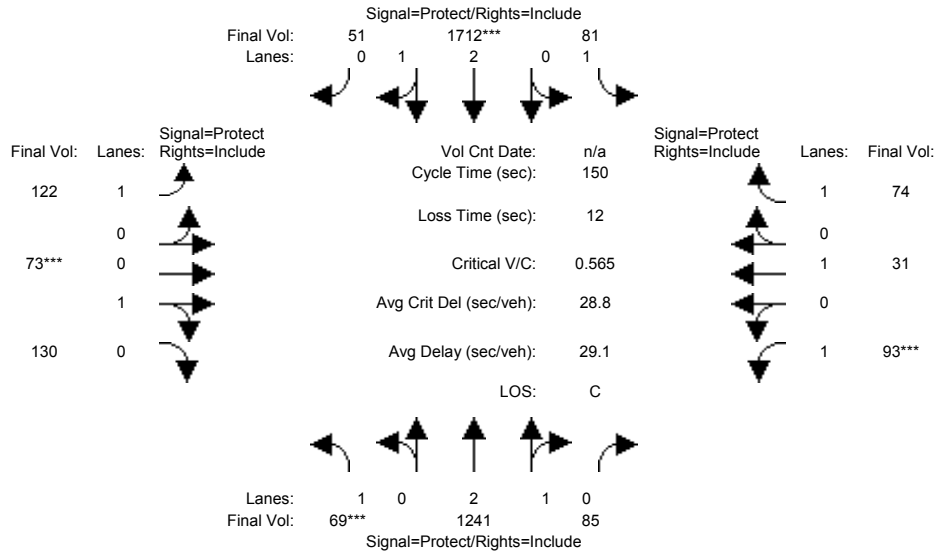 Signal=Protect/Rights=Include
Final Vol: 51 1712*** 81
Lanes: 0 1 2 0 1
Signal=Protect
Final Vol: Lanes: Rights=Include
Vol Cnt Date: n/a
Signal=Protect
Rights=Include Lanes: Final Vol:
Cycle Time (sec): 150
122 1
1 74
Loss Time (sec): 12
0
0
73*** 0
Critical V/C: 0.565
1 31
1
Avg Crit Del (sec/veh): 28.8
0
130 0
Avg Delay (sec/veh): 29.1
1 93***
LOS: C
Lanes: 1 0 2 1 0
Final Vol: 69*** 1241 85
Signal=Protect/Rights=Include